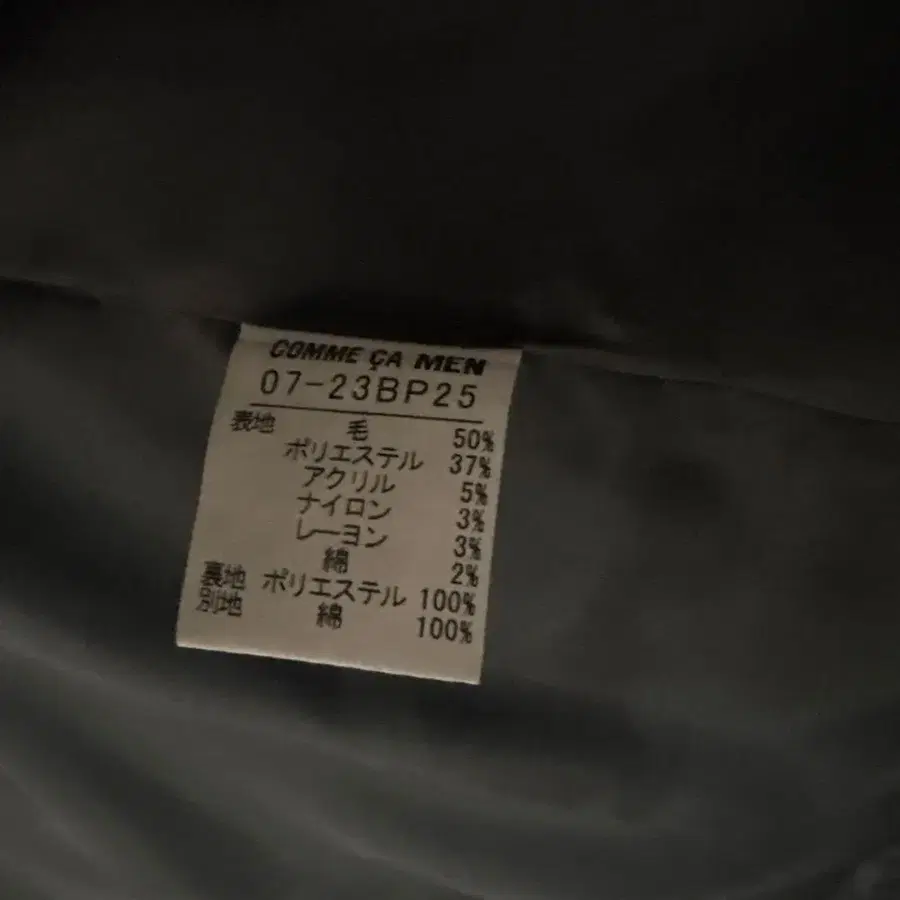 COMME ÇA MEN
07-23BP25
表地 毛 50%
ポリエステル 37%
アクリル 5%
ナイロン 3%
レーヨン 3%
綿 2%
裏地 ポリエステル 100%
別地 綿 100%